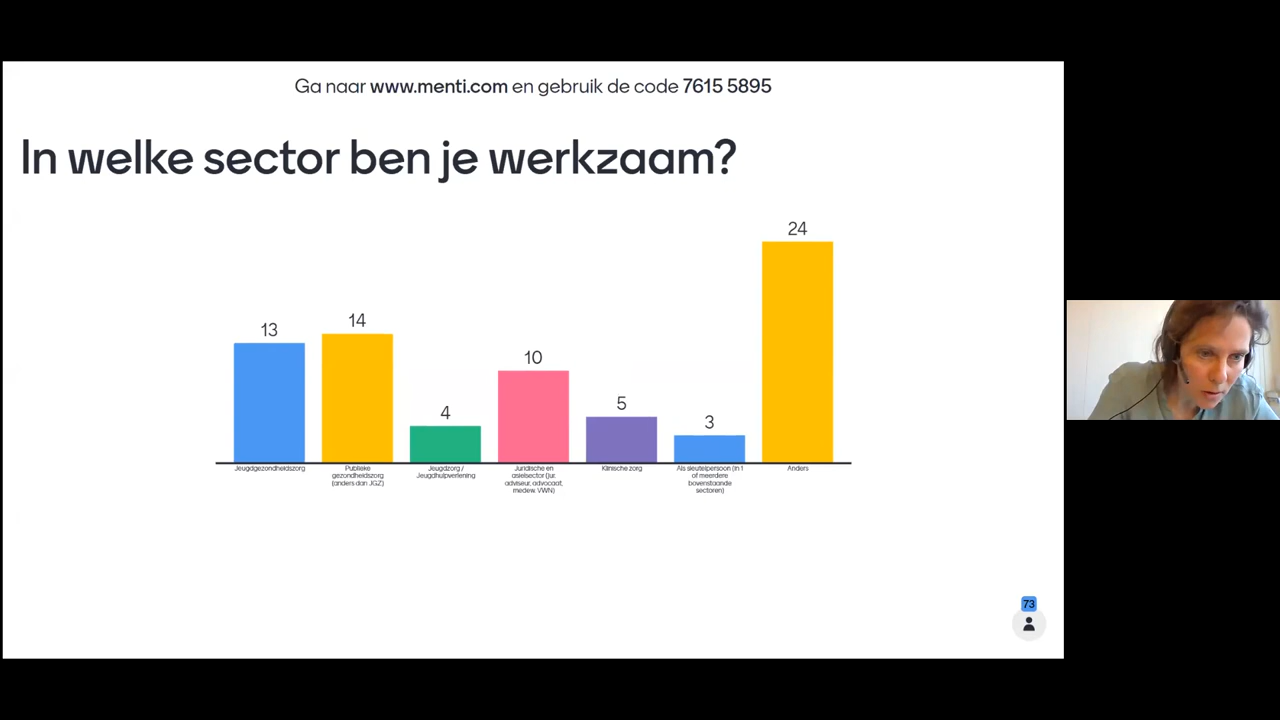 Ga naar www.menti.com en gebruik de code 7615 5895
In welke sector ben je werkzaam?
13
14
4
10
5
3
24
Jeugdgezondheidszorg
Publieke
gezondheidszorg
(anders dan JGZ)
Jeugdzorg /
Jeugdhulpverlening
Juridische en
asielsector (jur.
adviseur, advocaat,
medew. VWN)
Klinische zorg
Als sleutelpersoon (in 1
of meerdere
bovenstaande
sectoren)
Anders
73